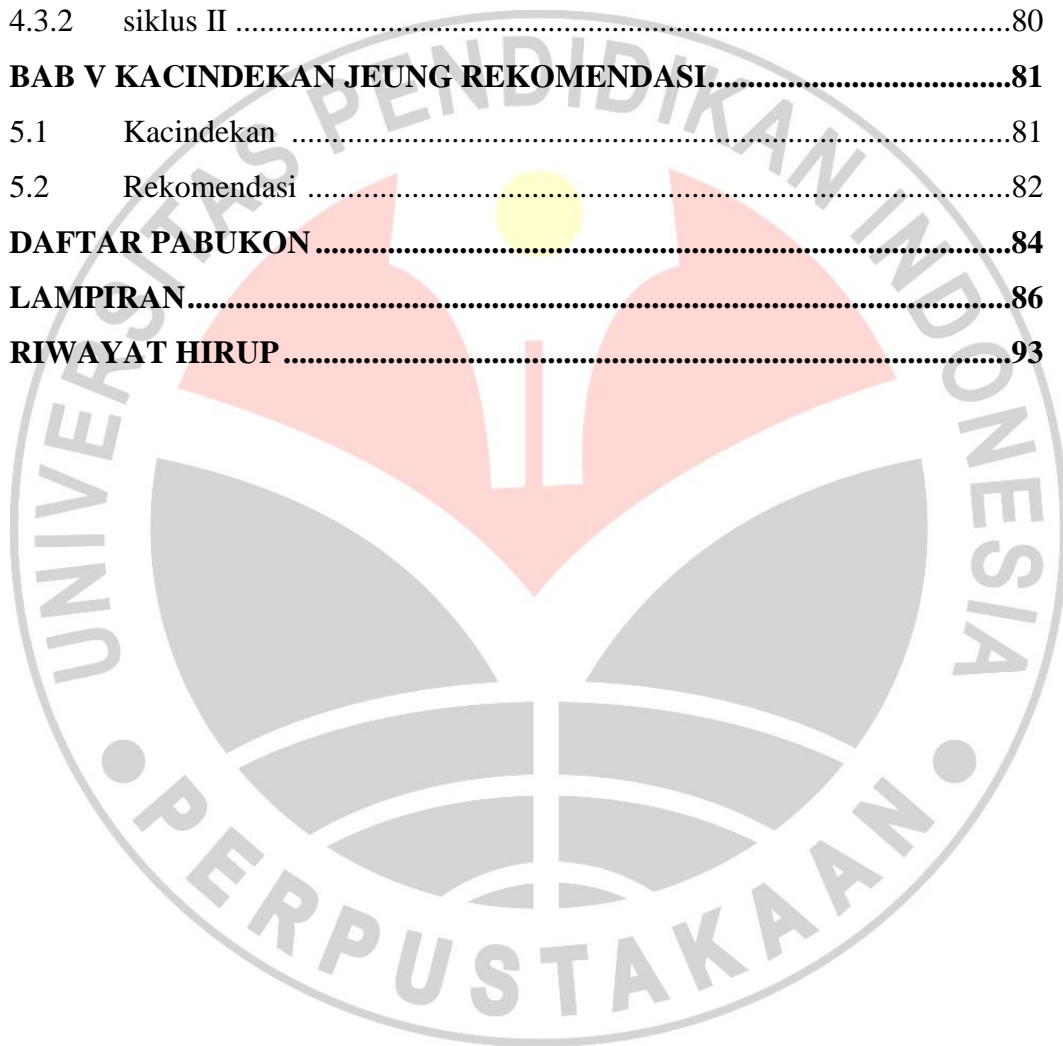 4.3.2 siklus II ................................................................................................80
BAB V KACINDEKAN JEUNG REKOMENDASI.....................................81
5.1 Kacindekan ..........................................................................................81
5.2 Rekomendasi ........................................................................................82
DAFTAR PABUKON.....................................................................................84
LAMPIRAN....................................................................................................86
RIWAYAT HIRUP.........................................................................................93
UNIVERSITAS PENDIDIKAN INDONESIA
PERPUSTAKAAN